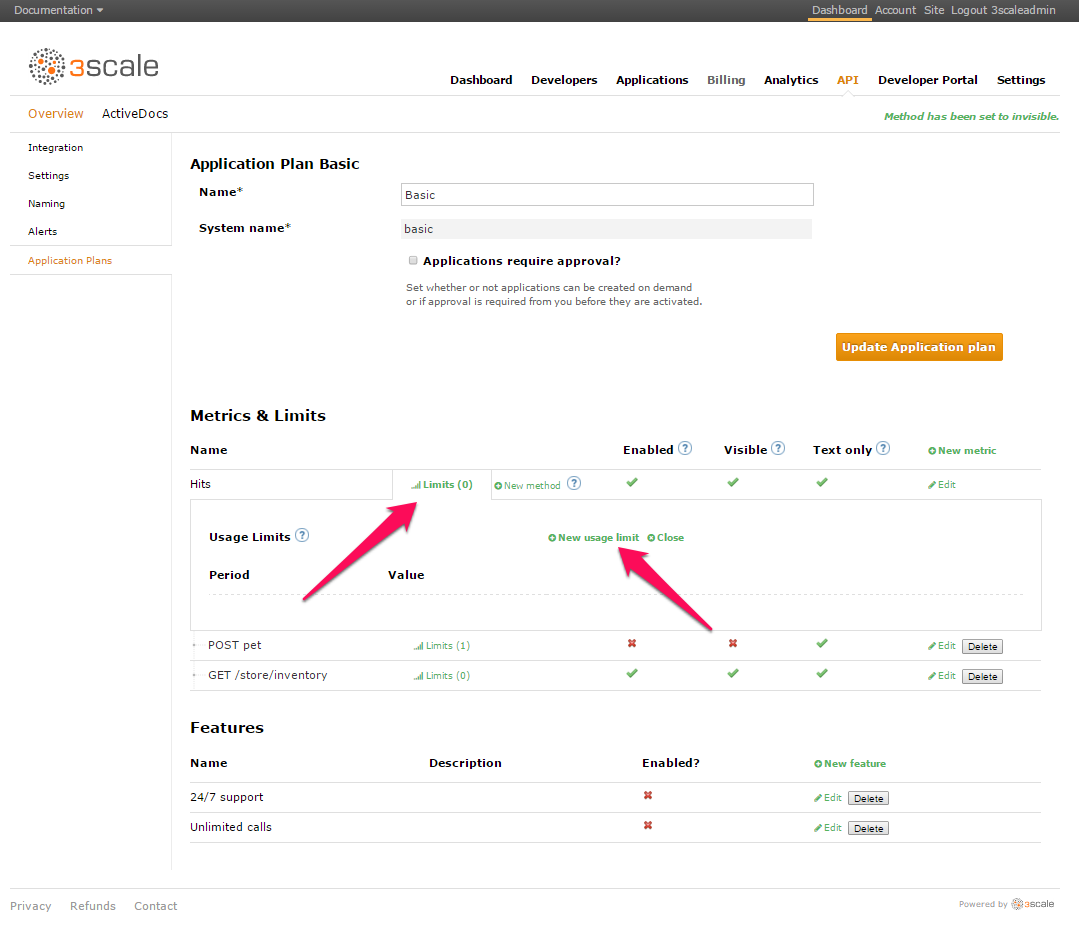 Documentation Dashboard Account Site Logout 3scaleadmin
3scale
Dashboard Developers Applications Billing Analytics API Developer Portal Settings
Overview ActiveDocs
Method has been set to invisible.
Integration
Settings
Naming
Alerts
Application Plans
Application Plan Basic
Name* Basic
System name* basic
Applications require approval?
Set whether or not applications can be created on demand
or if approval is required from you before they are activated.
Update Application plan
Metrics & Limits
Name Enabled ? Visible ? Text only ? New metric
Hits Limits (0) New method ? Edit
Usage Limits ? New usage limit Close
Period Value
POST pet Limits (1) Edit Delete
GET /store/inventory Limits (0) Edit Delete
Features
Name Description Enabled? New feature
24/7 support Edit Delete
Unlimited calls Edit Delete
Privacy Refunds Contact Powered by 3scale